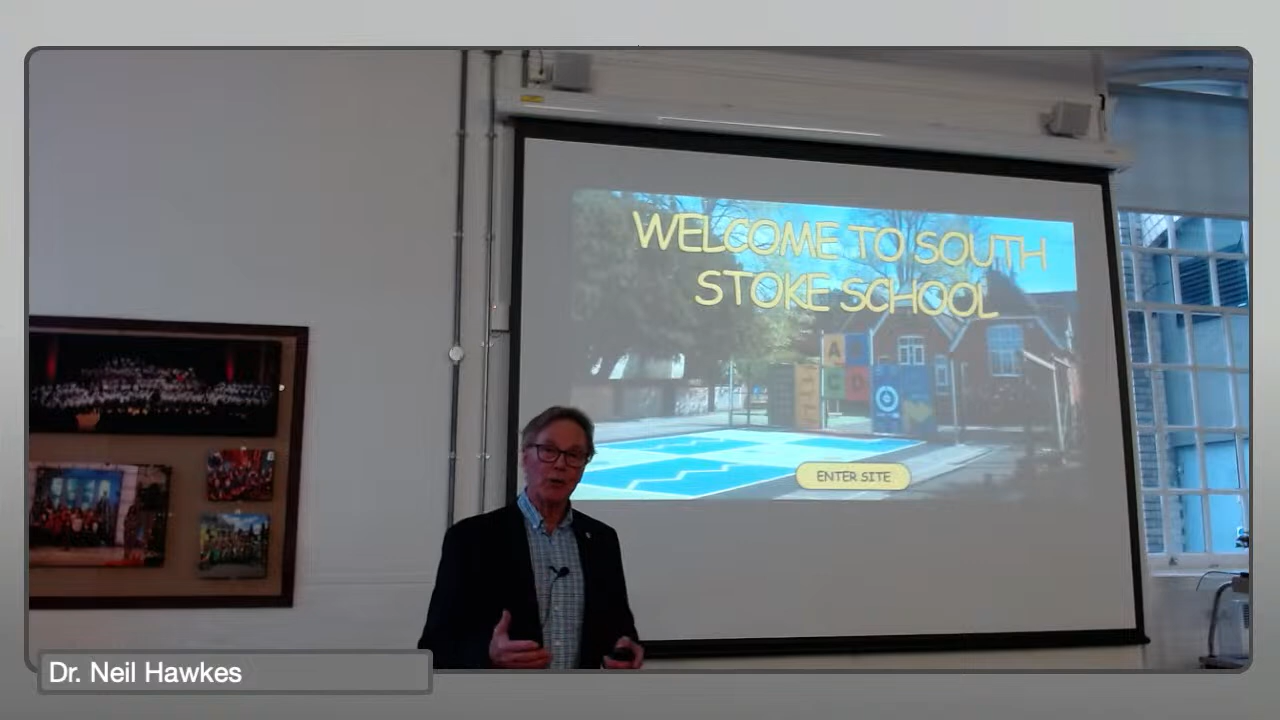 WELCOME TO SOUTH
STOKE SCHOOL
A
C D
ENTER SITE
Dr. Neil Hawkes